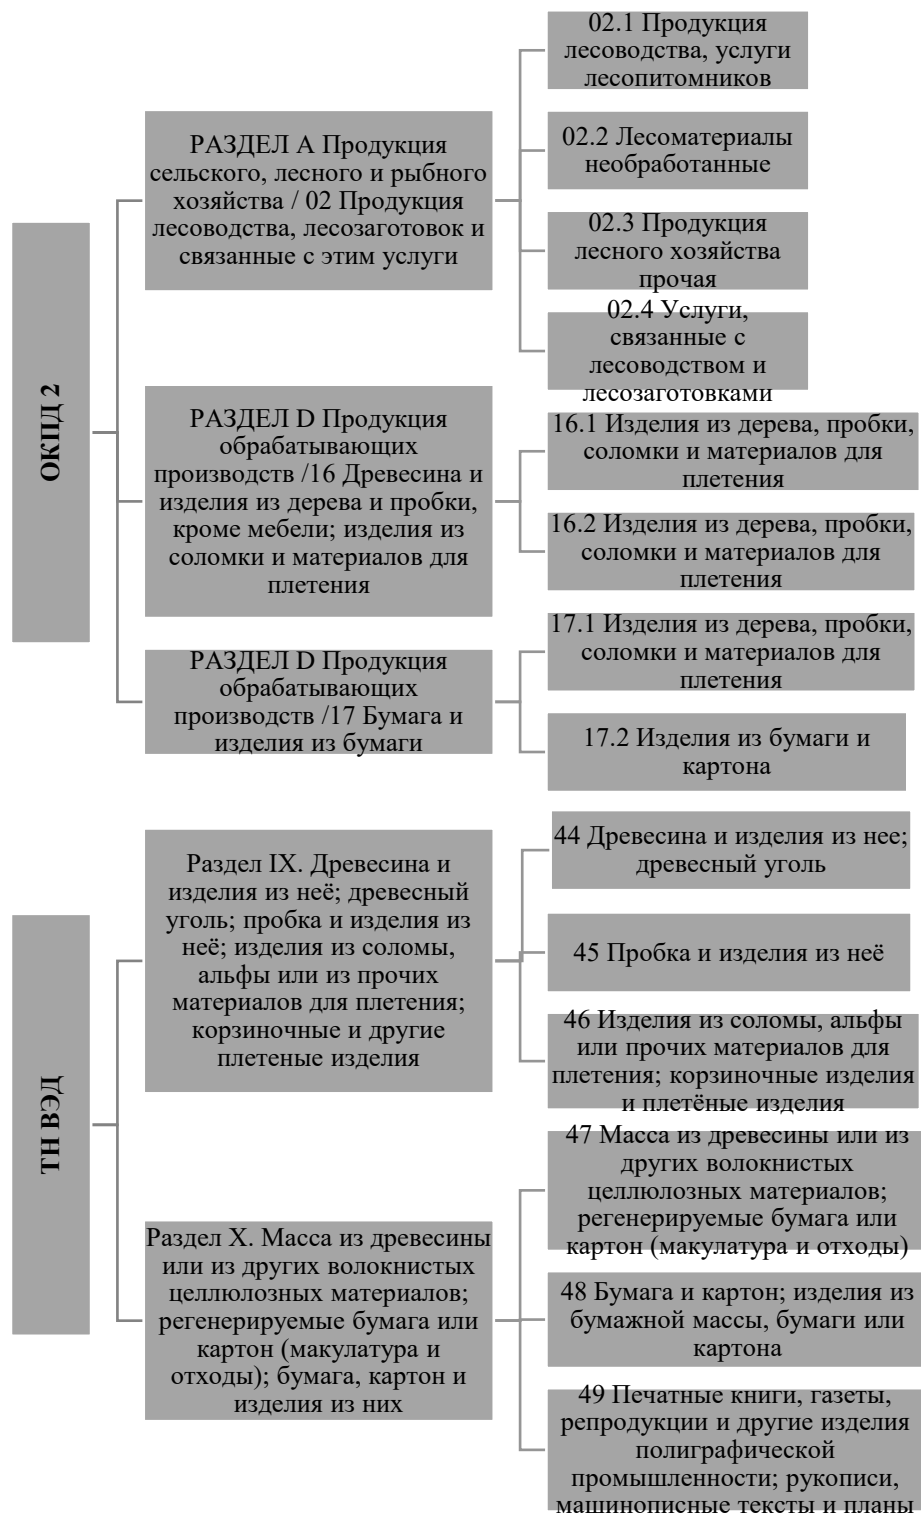 ОКПД 2
РАЗДЕЛ А Продукция
сельского, лесного и рыбного
хозяйства / 02 Продукция
лесоводства, лесозаготовок и
связанные с этим услуги
02.1 Продукция
лесоводства, услуги
лесопитомников
02.2 Лесоматериалы
необработанные
02.3 Продукция
лесного хозяйства
прочая
02.4 Услуги,
связанные с
лесоводством и
лесозаготовками
РАЗДЕЛ D Продукция
обрабатывающих
производств /16 Древесина и
изделия из дерева и пробки,
кроме мебели; изделия из
соломки и материалов для
плетения
16.1 Изделия из дерева, пробки,
соломки и материалов для
плетения
16.2 Изделия из дерева, пробки,
соломки и материалов для
плетения
РАЗДЕЛ D Продукция
обрабатывающих
производств /17 Бумага и
изделия из бумаги
17.1 Изделия из дерева, пробки,
соломки и материалов для
плетения
17.2 Изделия из бумаги и
картона
ТН ВЭД
Раздел IX. Древесина и
изделия из неё; древесный
уголь; пробка и изделия из
неё; изделия из соломы,
альфы или из прочих
материалов для плетения;
корзиночные и другие
плетеные изделия
44 Древесина и изделия из нее;
древесный уголь
45 Пробка и изделия из неё
46 Изделия из соломы, альфы
или прочих материалов для
плетения; корзиночные изделия
и плетёные изделия
Раздел X. Масса из древесины
или из других волокнистых
целлюлозных материалов;
регенерируемые бумага или
картон (макулатура и
отходы); бумага, картон и
изделия из них
47 Масса из древесины или из
других волокнистых
целлюлозных материалов;
регенерируемые бумага или
картон (макулатура и отходы)
48 Бумага и картон; изделия из
бумажной массы, бумаги или
картона
49 Печатные книги, газеты,
репродукции и другие изделия
полиграфической
промышленности; рукописи,
машинописные тексты и планы